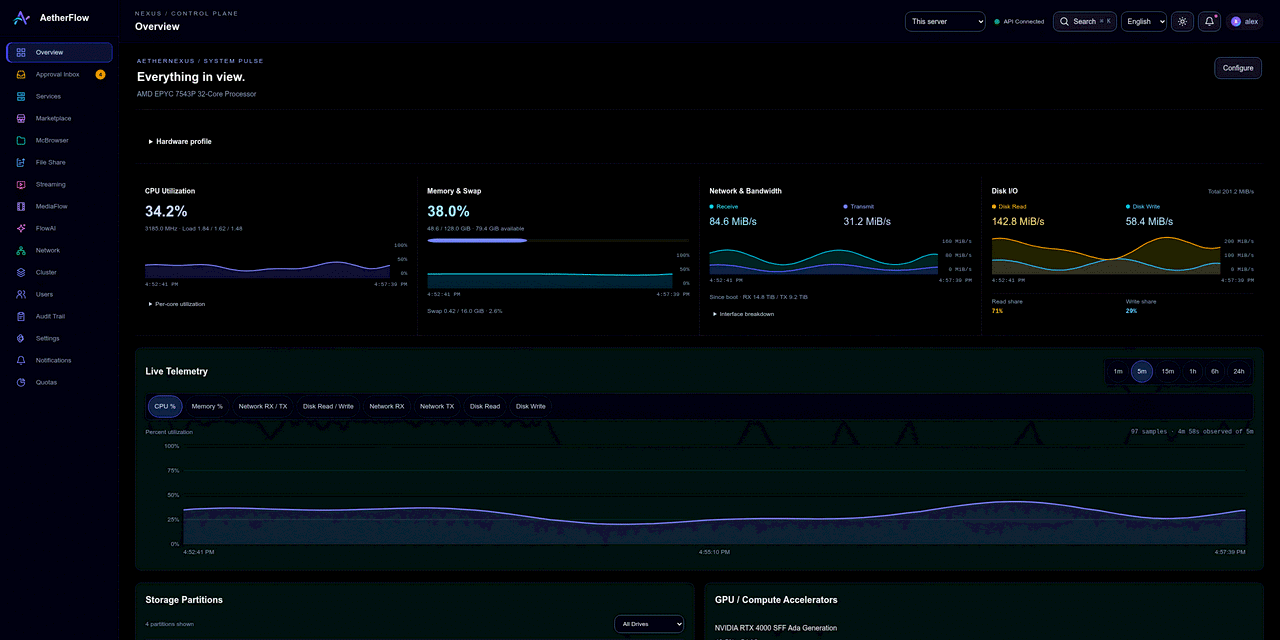 AetherFlow
NEXUS / CONTROL PLANE
Overview
This server
API Connected
Search ⌘ K
English
alex
Overview
Approval Inbox 4
Services
Marketplace
McBrowser
File Share
Streaming
MediaFlow
FlowAI
Network
Cluster
Users
Audit Trail
Settings
Notifications
Quotas
AETHERNEXUS / SYSTEM PULSE
Everything in view.
AMD EPYC 7543P 32-Core Processor
Configure
Hardware profile
CPU Utilization
34.2%
3185.0 MHz · Load 1.84 / 1.62 / 1.48
100%
50%
0%
4:52:41 PM
4:57:39 PM
Per-core utilization
Memory & Swap
38.0%
48.6 / 128.0 GiB · 79.4 GiB available
100%
50%
0%
4:52:41 PM
4:57:39 PM
Swap 0.42 / 16.0 GiB · 2.6%
Network & Bandwidth
Receive
Transmit
84.6 MiB/s
31.2 MiB/s
160 MiB/s
80 MiB/s
0 MiB/s
4:52:41 PM
4:57:39 PM
Since boot · RX 14.8 TiB / TX 9.2 TiB
Interface breakdown
Disk I/O
Total 201.2 MiB/s
Disk Read
Disk Write
142.8 MiB/s
58.4 MiB/s
200 MiB/s
100 MiB/s
0 MiB/s
4:52:41 PM
4:57:39 PM
Read share
Write share
71%
29%
Live Telemetry
1m 5m 15m 1h 6h 24h
CPU % Memory % Network RX / TX Disk Read / Write Network RX Network TX Disk Read Disk Write
Percent utilization
97 samples · 4m 58s observed of 5m
100%
75%
50%
25%
0%
4:52:41 PM
4:55:10 PM
4:57:39 PM
Storage Partitions
4 partitions shown
All Drives
GPU / Compute Accelerators
NVIDIA RTX 4000 SFF Ada Generation